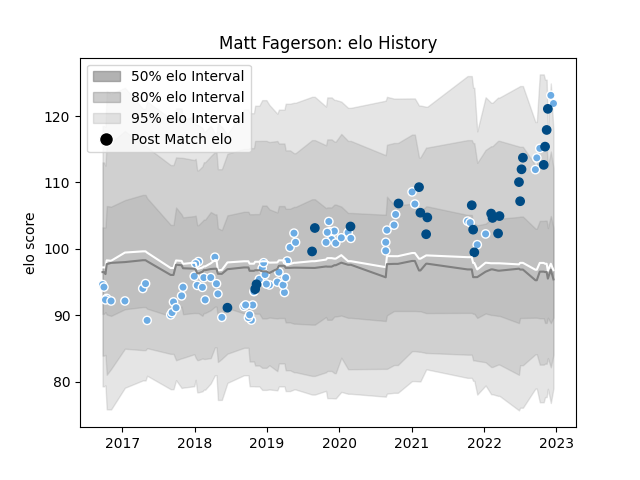 Matt Fagerson: elo History
50% elo Interval
80% elo Interval
95% elo Interval
Post Match elo
elo score
120
110
100
90
80
2017 2018 2019 2020 2021 2022 2023